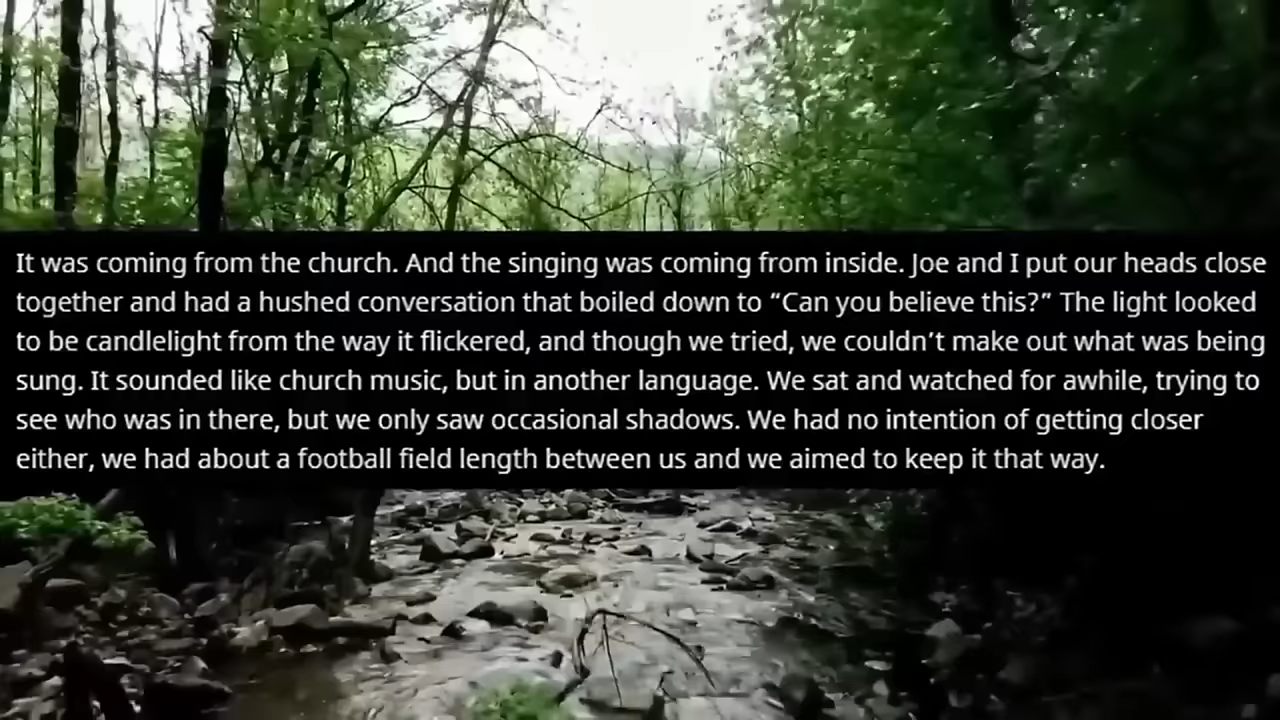 It was coming from the church. And the singing was coming from inside. Joe and I put our heads close
together and had a hushed conversation that boiled down to “Can you believe this?” The light looked
to be candlelight from the way it flickered, and though we tried, we couldn’t make out what was being
sung. It sounded like church music, but in another language. We sat and watched for awhile, trying to
see who was in there, but we only saw occasional shadows. We had no intention of getting closer
either, we had about a football field length between us and we aimed to keep it that way.